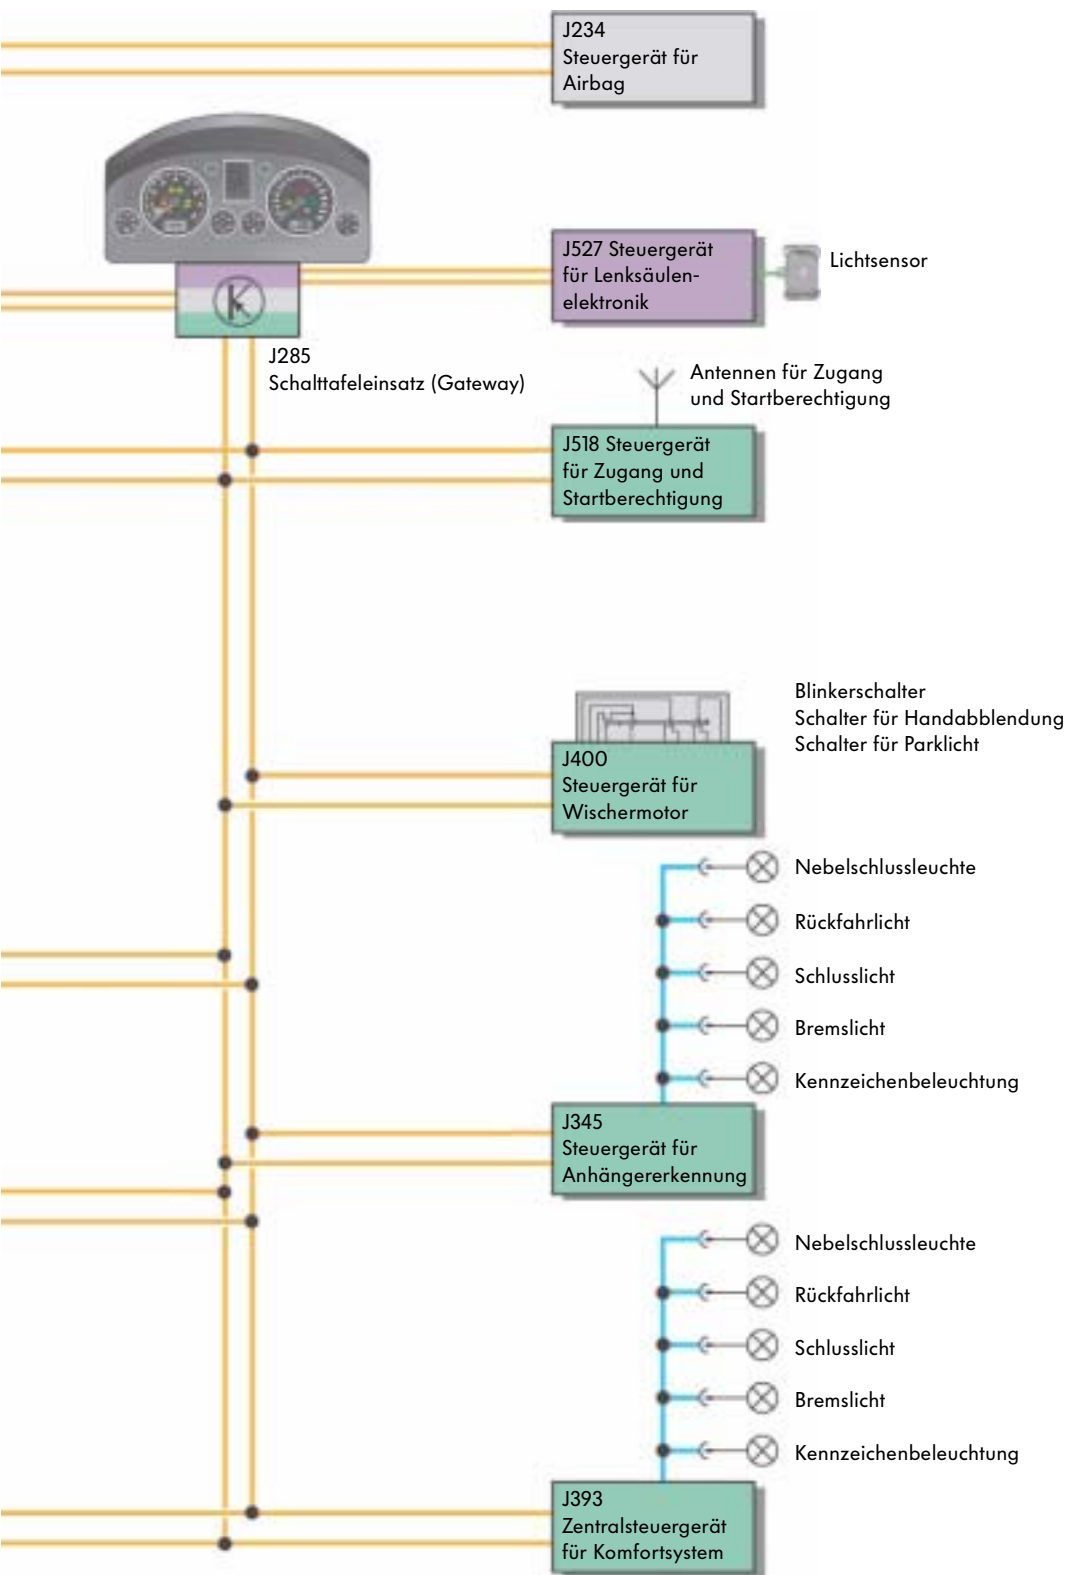 J234
Steuergerät für
Airbag
J527 Steuergerät
für Lenksäulen-
elektronik
Lichtsensor
J285
Schalttafeleinsatz (Gateway)
Antennen für Zugang
und Startberechtigung
J518 Steuergerät
für Zugang und
Startberechtigung
Blinkerschalter
Schalter für Handabblendung
Schalter für Parklicht
J400
Steuergerät für
Wischermotor
Nebelschlussleuchte
Rückfahrlicht
Schlusslicht
Bremslicht
Kennzeichenbeleuchtung
J345
Steuergerät für
Anhängererkennung
Nebelschlussleuchte
Rückfahrlicht
Schlusslicht
Bremslicht
Kennzeichenbeleuchtung
J393
Zentralsteuergerät
für Komfortsystem